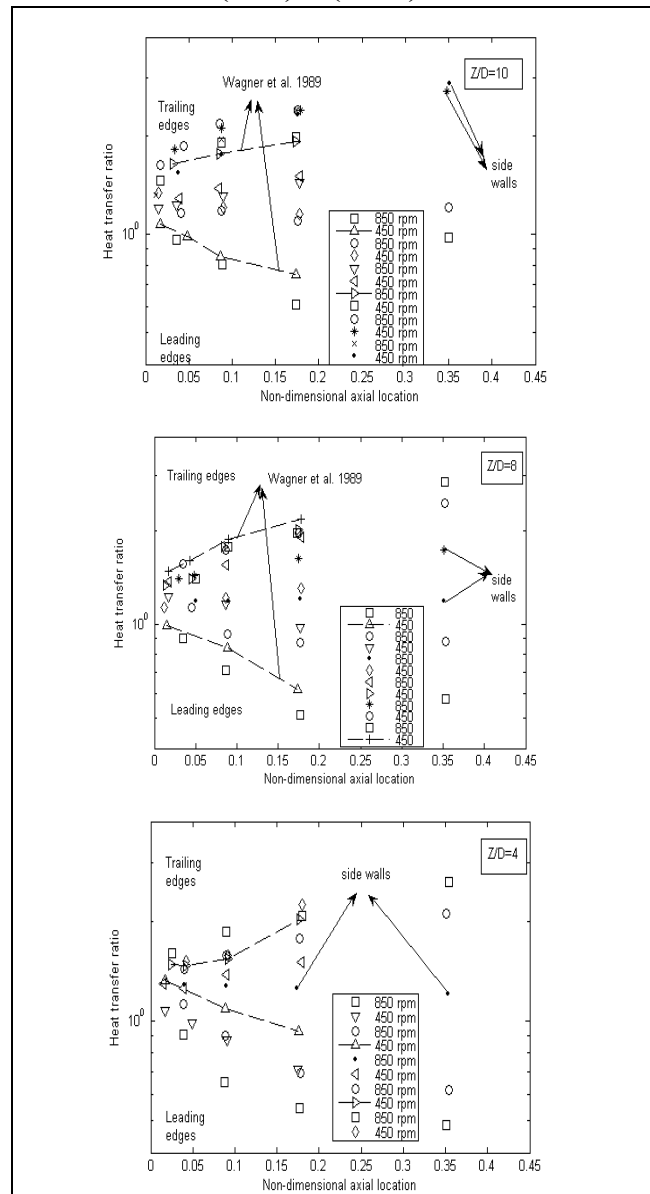 Z/D=10
Wagner et al. 1989
Trailing
edges
side
walls
Heat transfer ratio
10⁰
850 rpm
450 rpm
850 rpm
450 rpm
850 rpm
450 rpm
850 rpm
450 rpm
850 rpm
450 rpm
850 rpm
450 rpm
Leading
edges
0 0.05 0.1 0.15 0.2 0.25 0.3 0.35 0.4 0.45
Non-dimensional axial location
Trailing edges
Wagner et al. 1989
Z/D=8
side
walls
Heat transfer ratio
10⁰
850
450
850
450
850
450
850
450
850
450
850
450
Leading edges
0 0.05 0.1 0.15 0.2 0.25 0.3 0.35 0.4 0.45
Non-dimensional axial location
Z/D=4
Trailing
edges
side walls
Heat transfer ratio
10⁰
850 rpm
450 rpm
850 rpm
450 rpm
850 rpm
450 rpm
850 rpm
450 rpm
850 rpm
450 rpm
Leading
edges
0 0.05 0.1 0.15 0.2 0.25 0.3 0.35 0.4 0.45
Non-dimensional axial location